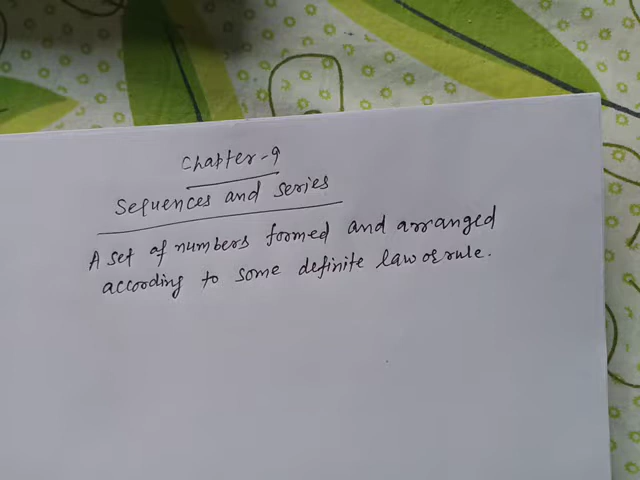 Chapter-9
Sequences and series
A set of numbers formed and arranged
according to some definite law or rule.